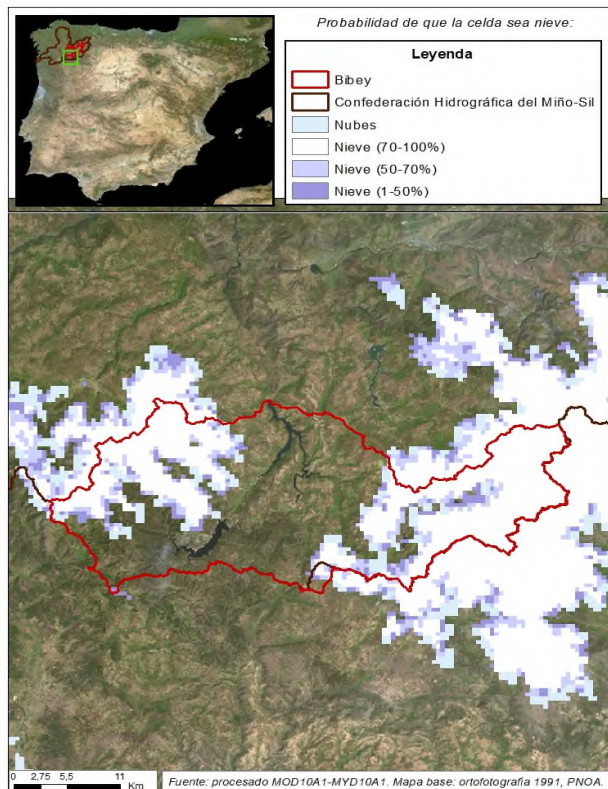 Probabilidad de que la celda sea nieve:
Leyenda
Bibey
Confederación Hidrográfica del Miño-Sil
Nubes
Nieve (70-100%)
Nieve (50-70%)
Nieve (1-50%)
0 2,75 5,5 11
Km
Fuente: procesado MOD10A1-MYD10A1. Mapa base: ortofotografía 1991, PNOA.